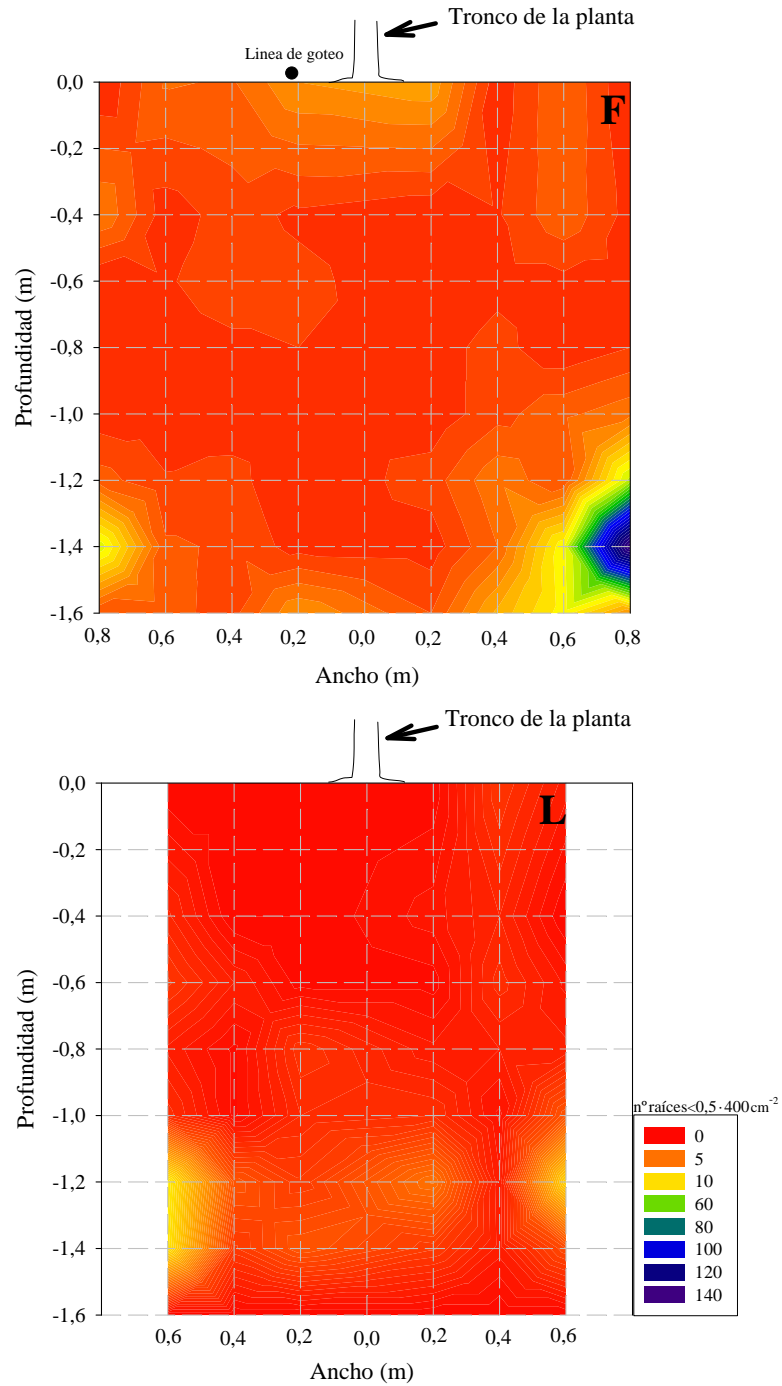 Tronco de la planta
Linea de goteo
F
0,0
-0,2
-0,4
-0,6
-0,8
-1,0
-1,2
-1,4
-1,6
Profundidad (m)
0,8 0,6 0,4 0,2 0,0 0,2 0,4 0,6 0,8
Ancho (m)
Tronco de la planta
L
0,0
-0,2
-0,4
-0,6
-0,8
-1,0
-1,2
-1,4
-1,6
Profundidad (m)
0,6 0,4 0,2 0,0 0,2 0,6
Ancho (m)
nº raíces<0,5·400 cm⁻²
0
5
10
60
80
100
120
140